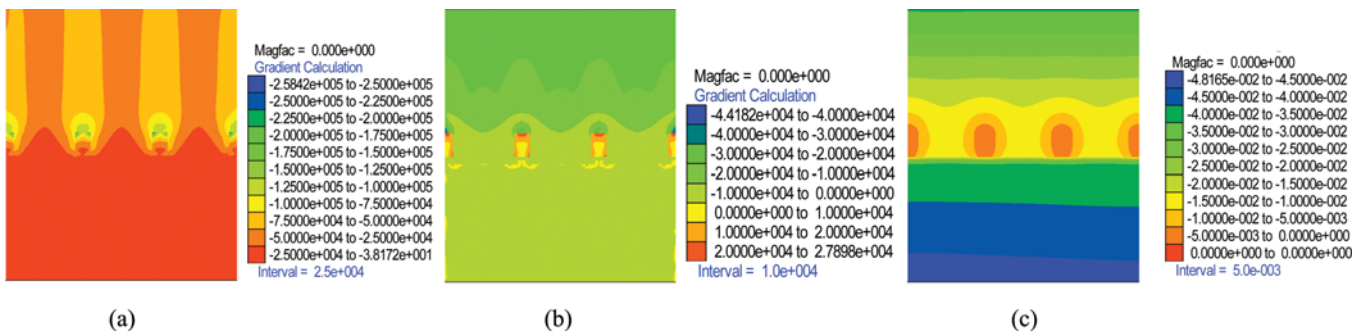 Magfac = 0.000e+000
Gradient Calculation
-2.5842e+005 to -2.5000e+005
-2.5000e+005 to -2.2500e+005
-2.2500e+005 to -2.0000e+005
-2.0000e+005 to -1.7500e+005
-1.7500e+005 to -1.5000e+005
-1.5000e+005 to -1.2500e+005
-1.2500e+005 to -1.0000e+005
-1.0000e+005 to -7.5000e+004
-7.5000e+004 to -5.0000e+004
-5.0000e+004 to -2.5000e+004
-2.5000e+004 to -3.8172e+001
Interval = 2.5e+004
(a)
Magfac = 0.000e+000
Gradient Calculation
-4.4182e+004 to -4.0000e+004
-4.0000e+004 to -3.0000e+004
-3.0000e+004 to -2.0000e+004
-2.0000e+004 to -1.0000e+004
-1.0000e+004 to 0.0000e+000
0.0000e+000 to 1.0000e+004
1.0000e+004 to 2.0000e+004
2.0000e+004 to 2.7898e+004
Interval = 1.0e+004
(b)
Magfac = 0.000e+000
-4.8165e-002 to -4.5000e-002
-4.5000e-002 to -4.0000e-002
-4.0000e-002 to -3.5000e-002
-3.5000e-002 to -3.0000e-002
-3.0000e-002 to -2.5000e-002
-2.5000e-002 to -2.0000e-002
-2.0000e-002 to -1.5000e-002
-1.5000e-002 to -1.0000e-002
-1.0000e-002 to -5.0000e-003
-5.0000e-003 to 0.0000e+000
0.0000e+000 to 0.0000e+000
Interval = 5.0e-003
(c)